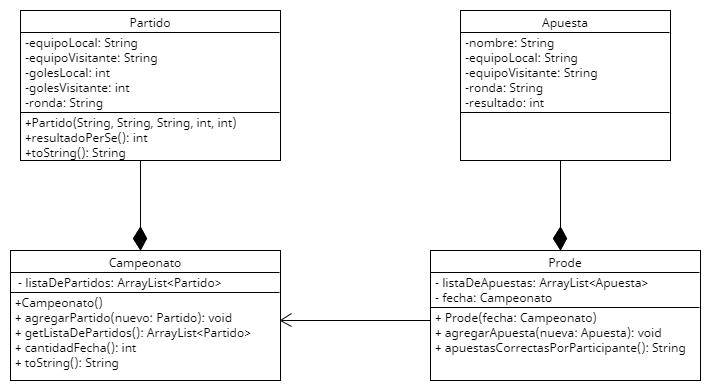 Partido
-equipoLocal: String
-equipoVisitante: String
-golesLocal: int
-golesVisitante: int
-ronda: String
+Partido(String, String, String, int, int)
+resultadoPerSe(): int
+toString(): String
Apuesta
-nombre: String
-equipoLocal: String
-equipoVisitante: String
-ronda: String
-resultado: int
Campeonato
- listaDePartidos: ArrayList<Partido>
+Campeonato()
+ agregarPartido(nuevo: Partido): void
+ getListaDePartidos(): ArrayList<Partido>
+ cantidadFecha(): int
+ toString(): String
Prode
- listaDeApuestas: ArrayList<Apuesta>
- fecha: Campeonato
+ Prode(fecha: Campeonato)
+ agregarApuesta(nueva: Apuesta): void
+ apuestasCorrectasPorParticipante(): String